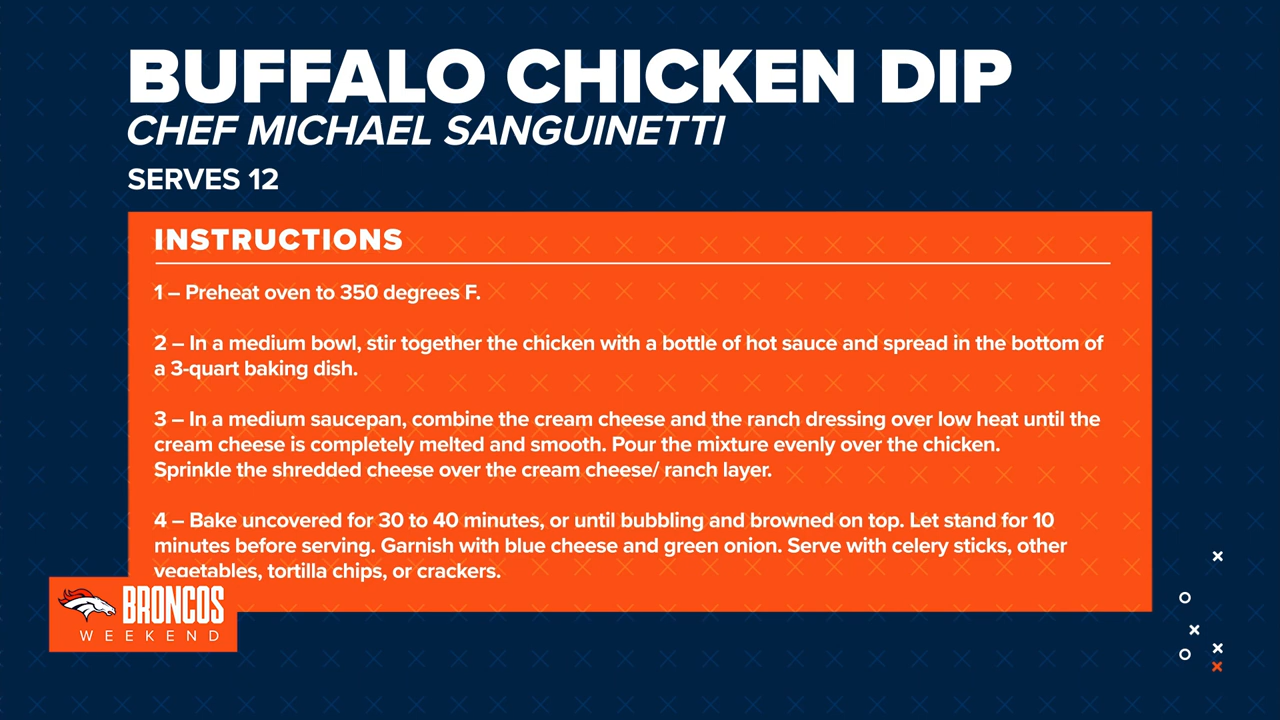 BUFFALO CHICKEN DIP
CHEF MICHAEL SANGUINETTI
SERVES 12
INSTRUCTIONS
1 – Preheat oven to 350 degrees F.
2 – In a medium bowl, stir together the chicken with a bottle of hot sauce and spread in the bottom of
a 3-quart baking dish.
3 – In a medium saucepan, combine the cream cheese and the ranch dressing over low heat until the
cream cheese is completely melted and smooth. Pour the mixture evenly over the chicken.
Sprinkle the shredded cheese over the cream cheese/ ranch layer.
4 – Bake uncovered for 30 to 40 minutes, or until bubbling and browned on top. Let stand for 10
minutes before serving. Garnish with blue cheese and green onion. Serve with celery sticks, other
vegetables, tortilla chips, or crackers.
BRONCOS
WEEKEND